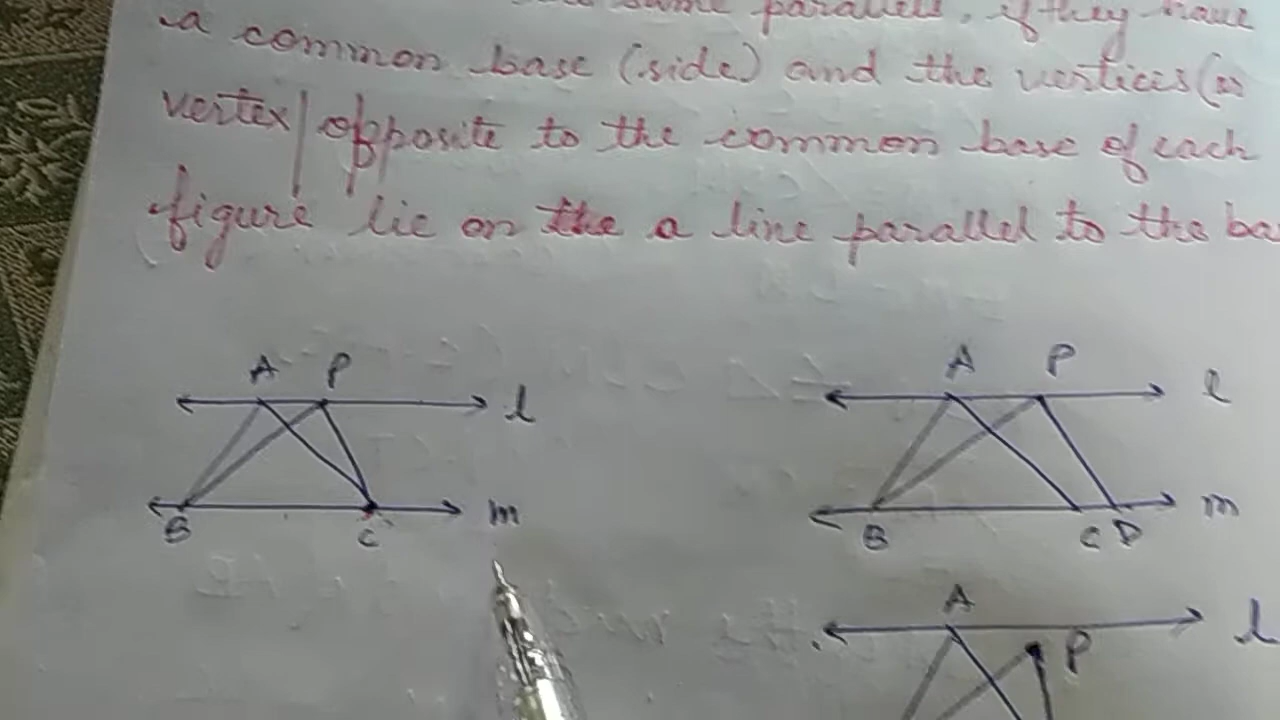 same parallels, if they have
a common base (side) and the vertices (or
vertex) opposite to the common base of each
figure lie on the a line parallel to the ba
A P
l
B C
m
A P
l
B C D
m
A
l
P